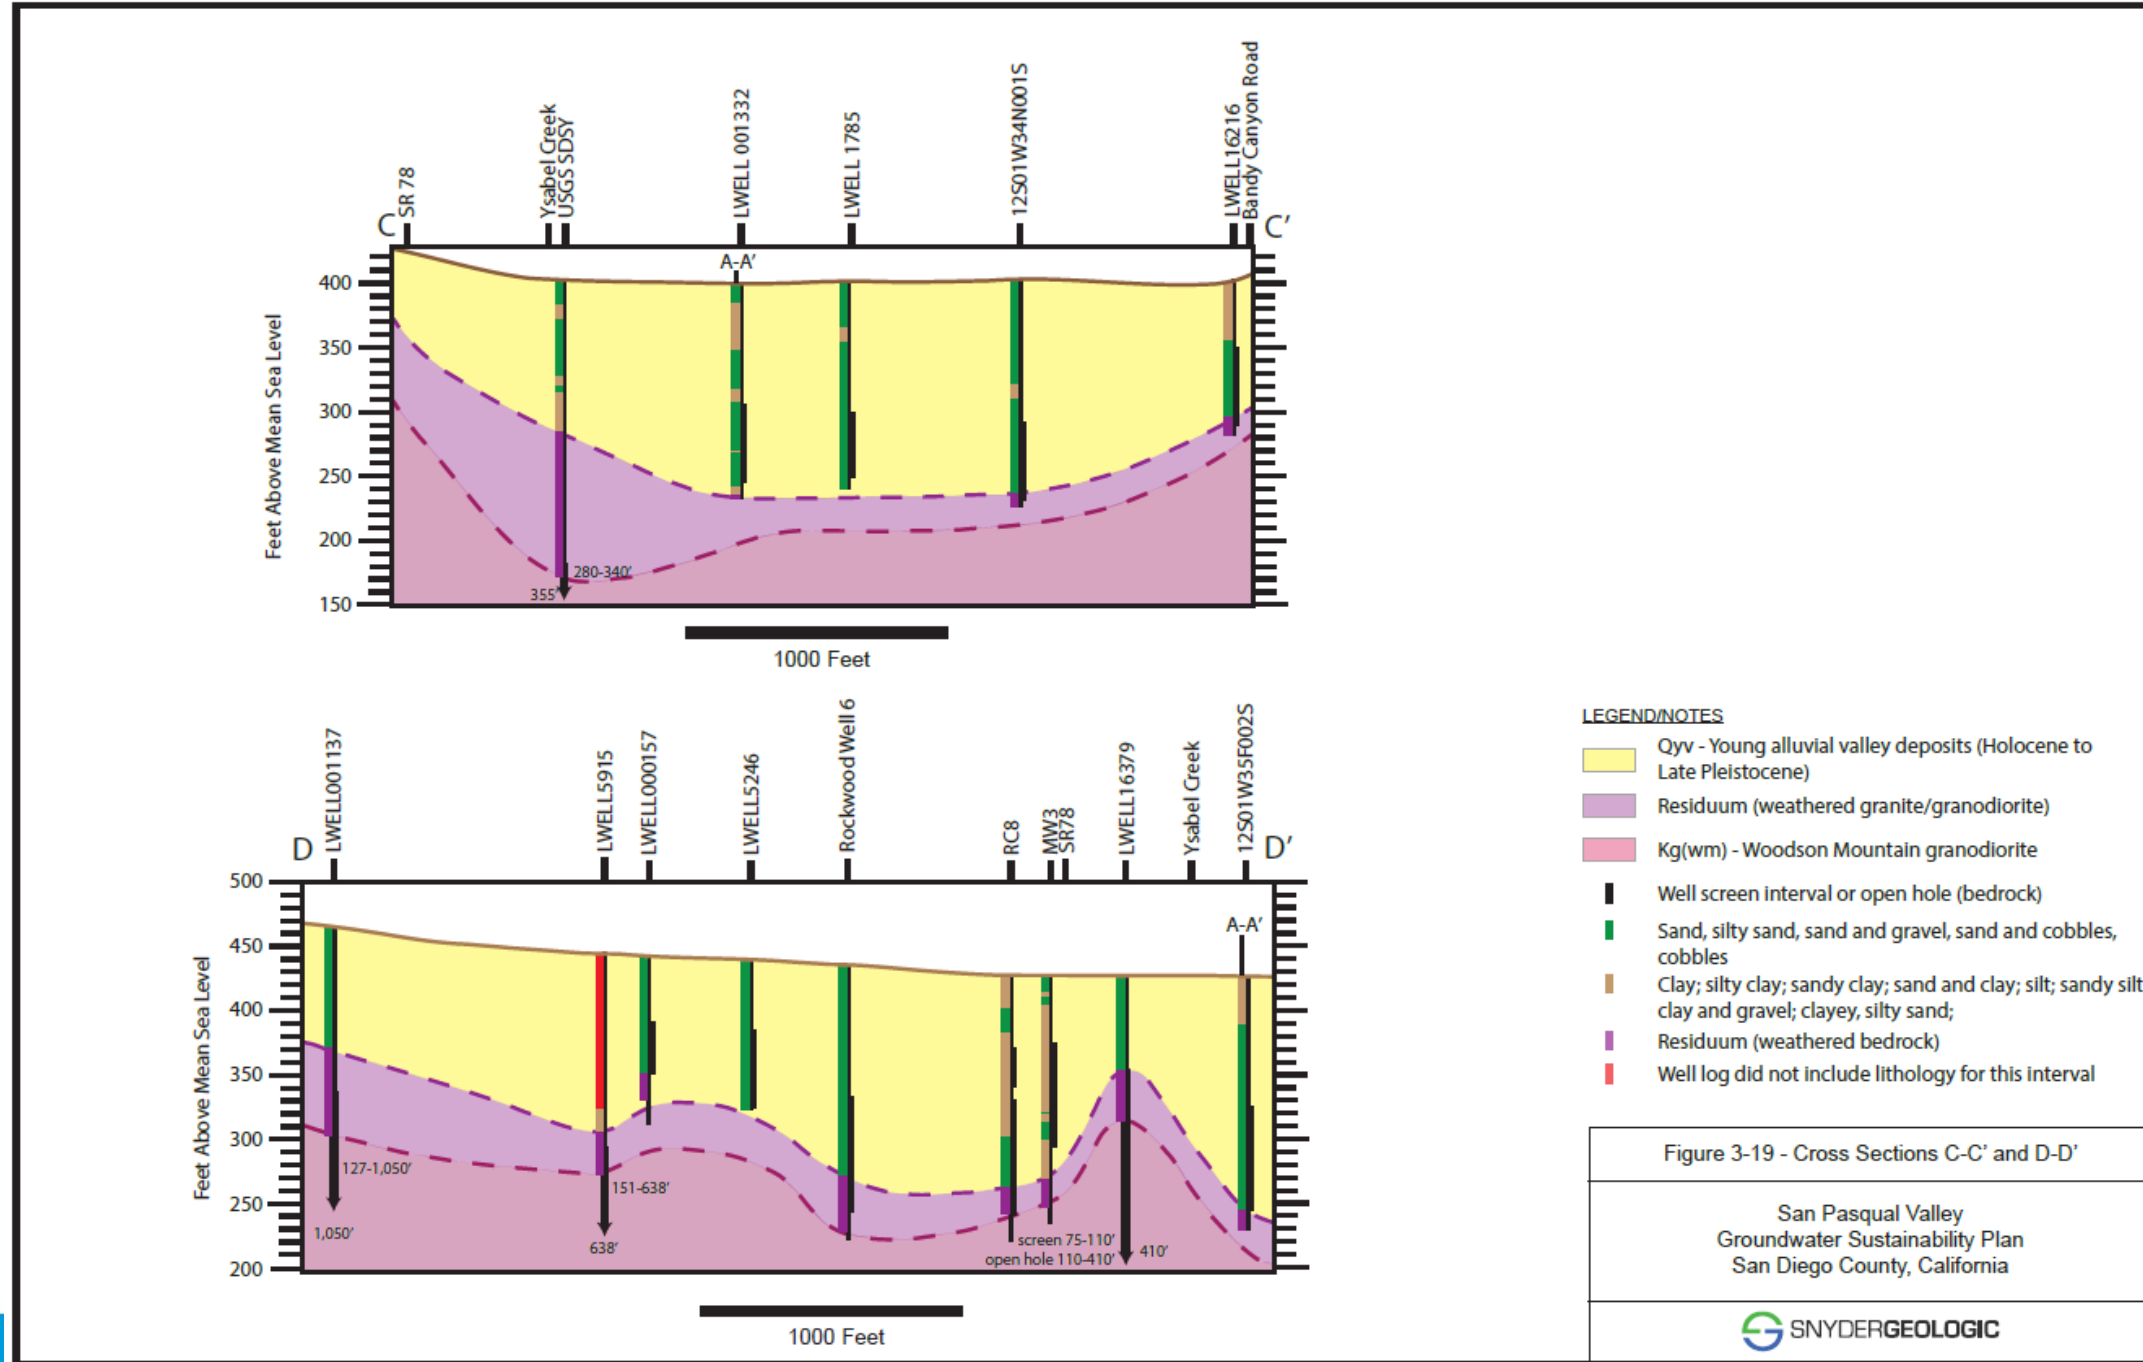 C
SR 78
Ysabel Creek
USGS SDSY
LWELL 001332
LWELL 1785
12S01W34N001S
LWELL16216
Bandy Canyon Road
C'
A-A'
400
350
300
250
200
150
Feet Above Mean Sea Level
280-340'
355'
1000 Feet
D
LWELL001137
LWELL5915
LWELL000157
LWELL5246
Rockwood Well 6
RC8
MW3
SR78
LWELL16379
Ysabel Creek
12S01W35F002S
D'
A-A'
500
450
400
350
300
250
200
Feet Above Mean Sea Level
127-1,050'
1,050'
151-638'
638'
screen 75-110'
open hole 110-410'
410'
1000 Feet
LEGEND/NOTES
Qyv - Young alluvial valley deposits (Holocene to
Late Pleistocene)
Residuum (weathered granite/granodiorite)
Kg(wm) - Woodson Mountain granodiorite
Well screen interval or open hole (bedrock)
Sand, silty sand, sand and gravel, sand and cobbles,
cobbles
Clay; silty clay; sandy clay; sand and clay; silt; sandy silt
clay and gravel; clayey, silty sand;
Residuum (weathered bedrock)
Well log did not include lithology for this interval
Figure 3-19 - Cross Sections C-C' and D-D'
San Pasqual Valley
Groundwater Sustainability Plan
San Diego County, California
SNYDERGEOLOGIC